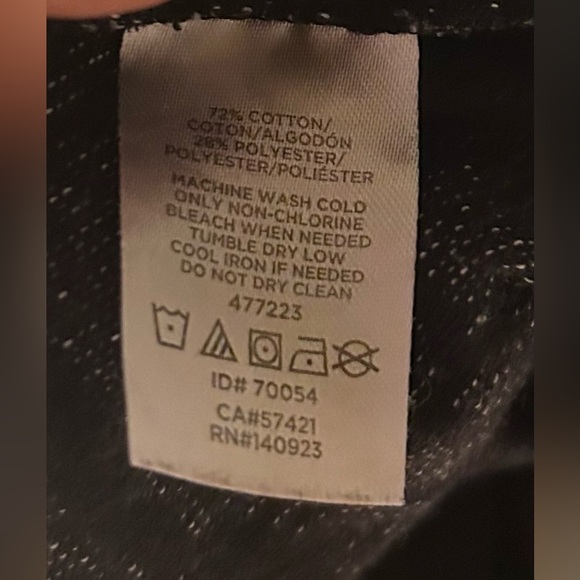 72% COTTON/
COTON/ALGODÓN
28% POLYESTER/
POLYESTER/POLIÉSTER
MACHINE WASH COLD
ONLY NON-CHLORINE
BLEACH WHEN NEEDED
TUMBLE DRY LOW
COOL IRON IF NEEDED
DO NOT DRY CLEAN
477223
ID# 70054
CA#57421
RN#140923